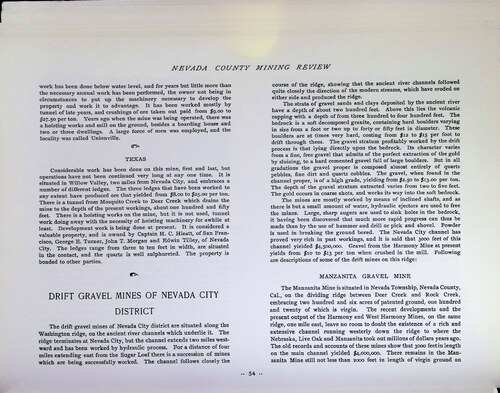 NEVADA COUNTY MINING REVIEW
work has been done below water level, and for years but little more than
the necessary annual work has been performed, the owner not being in
circumstances to put up the machinery necessary to develop the
property and work it to advantage. It has been worked mostly by
tunnel of late years, and crushings of ore taken out paid from $9.00 to
$27.50 per ton. Years ago when the mine was being operated, there was
a hoisting works and mill on the ground, besides a boarding house and
two or three dwellings. A large force of men was employed, and the
locality was called Unionville.
TEXAS
Considerable work has been done on this mine, first and last, but
operations have not been continued very long at any one time. It is
situated in Willow Valley, two miles from Nevada City, and embraces a
number of different ledges. The three ledges that have been worked to
any extent have produced ore that yielded from $8.00 to $25.00 per ton.
There is a tunnel from Mosquito Creek to Deer Creek which drains the
mine to the depth of the present workings, about one hundred and fifty
feet. There is a hoisting works on the mine, but it is not used, tunnel
work doing away with the necessity of hoisting machinery for awhile at
least. Development work is being done at present. It is considered a
valuable property, and is owned by Captain H. C. Hieatt, of San Fran-
cisco, George E. Turner, John T. Morgan and Edwin Tilley, of Nevada
City. The ledges range from three to ten feet in width, are situated
in the contact, and the quartz is well sulphureted. The property is
bonded to other parties.
DRIFT GRAVEL MINES OF NEVADA CITY
DISTRICT
The drift gravel mines of Nevada City district are situated along the
Washington ridge, on the ancient river channels which underlie it. The
ridge terminates at Nevada City, but the channel extends two miles west-
ward and has been worked by hydraulic process. For a distance of four
miles extending east from the Sugar Loaf there is a succession of mines
which are being successfully worked. The channel follows closely the
course of the ridge, showing that the ancient river channels followed
quite closely the direction of the modern streams, which have eroded on
either side and produced the ridge.
The strata of gravel sands and clays deposited by the ancient river
have a depth of about two hundred feet. Above this lies the volcanic
capping with a depth of from three hundred to four hundred feet. The
bedrock is a soft decomposed granite, containing hard boulders varying
in size from a foot or two up to forty or fifty feet in diameter. These
boulders are at times very hard, costing from $12 to $15 per foot to
drift through them. The gravel stratum profitably worked by the drift
process is that lying directly upon the bedrock. Its character varies
from a fine, free gravel that admits of the perfect extraction of the gold
by sluicing, to a hard cemented gravel full of large boulders. But in all
gradations the gravel proper is composed almost entirely of quartz
pebbles, fine dirt and quartz cobbles. The gravel, when found in the
channel proper, is of a high grade, yielding from $2.50 to $12.00 per ton.
The depth of the gravel stratum extracted varies from two to five feet.
The gold occurs in coarse shots, and works its way into the soft bedrock.
The mines are mostly worked by means of inclined shafts, and as
there is but a small amount of water, hydraulic ejectors are used to free
the mines. Large, sharp augers are used to sink holes in the bedrock,
it having been discovered that much more rapid progress can thus be
made than by the use of hammer and drill or pick and shovel. Powder
is used in breaking the ground bored. The Nevada City channel has
proved very rich in past workings, and it is said that 3000 feet of this
channel yielded $4,500,000. Gravel from the Harmony Mine at present
yields from $10 to $12 per ton when crushed in the mill. Following
are descriptions of some of the drift mines on this ridge:
MANZANITA GRAVEL MINE
The Manzanita Mine is situated in Nevada Township, Nevada County,
Cal., on the dividing ridge between Deer Creek and Rock Creek,
embracing two hundred and six acres of patented ground, one hundred
and twenty of which is virgin. The recent developments and the
present output of the Harmony and West Harmony Mines, on the same
ridge, one mile east, leave no room to doubt the existence of a rich and
extensive channel running westerly down the ridge to where the
Nebraska, Live Oak and Manzanita took out millions of dollars years ago.
The old records and accounts of these mines show that 3000 feet in length
on the main channel yielded $4,000,000. There remains in the Man-
zanita Mine still not less than 2000 feet in length of virgin ground on
-- 54 --